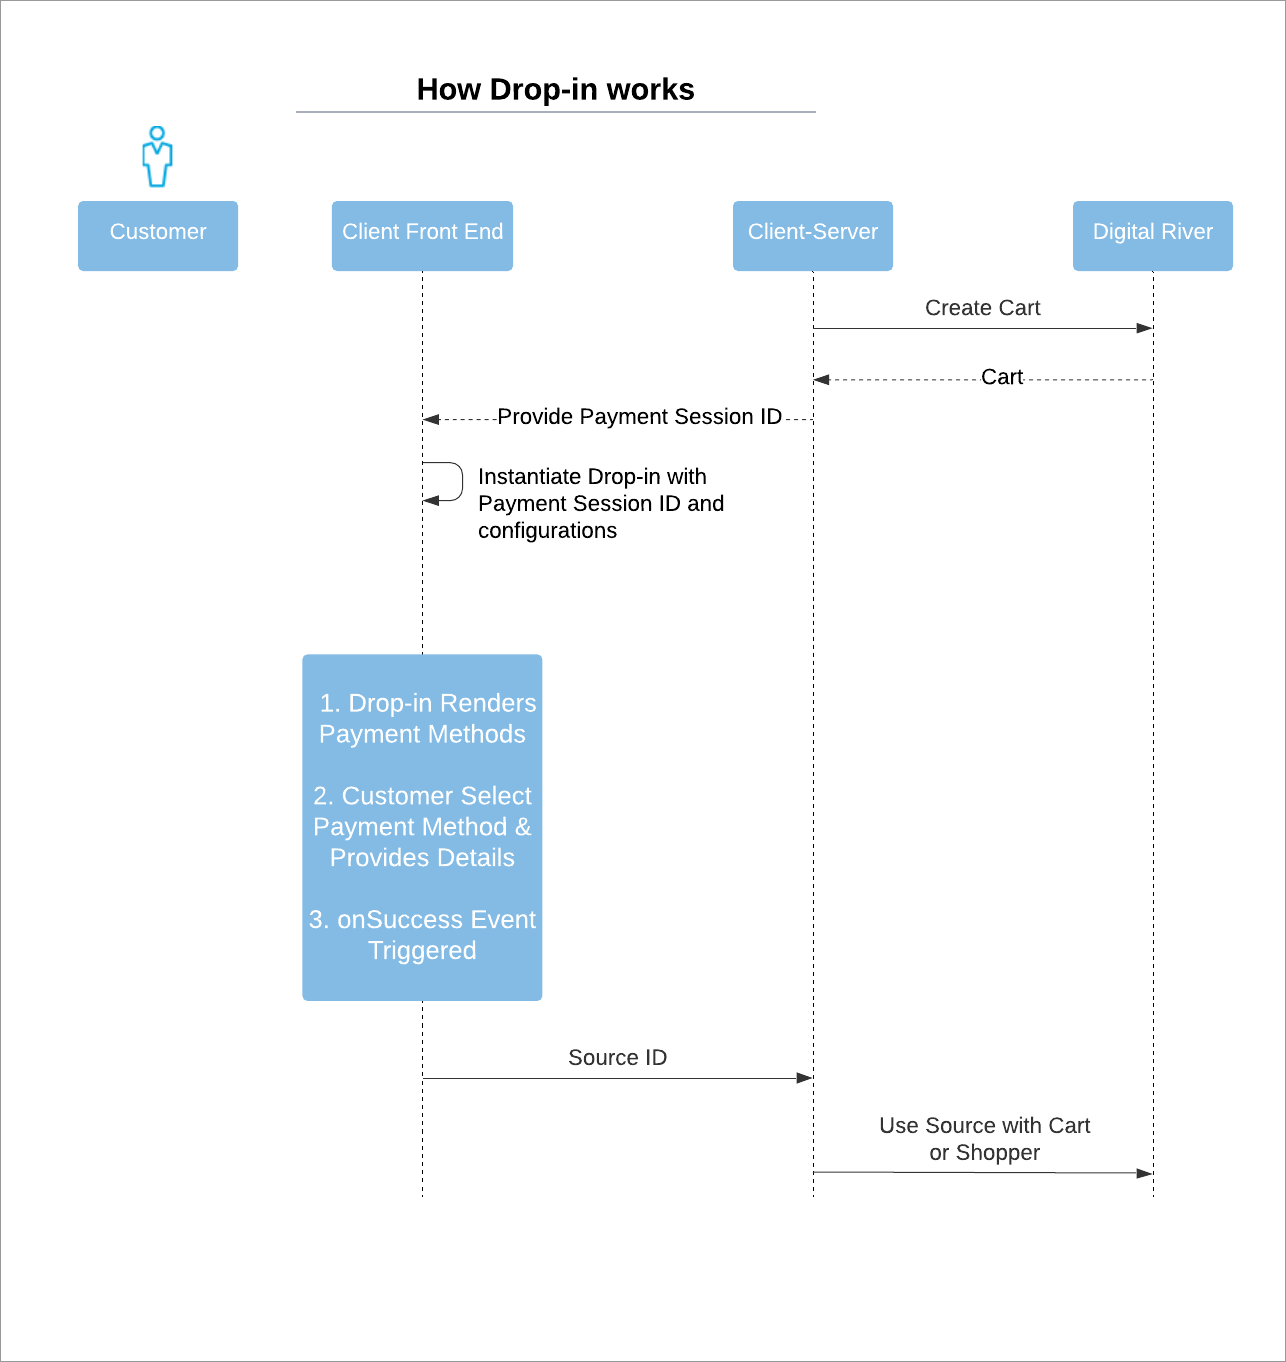 How Drop-in works
Customer
Client Front End
Client-Server
Digital River
Create Cart
Cart
Provide Payment Session ID
Instantiate Drop-in with
Payment Session ID and
configurations
1. Drop-in Renders
Payment Methods
2. Customer Select
Payment Method &
Provides Details
3. onSuccess Event
Triggered
Source ID
Use Source with Cart
or Shopper